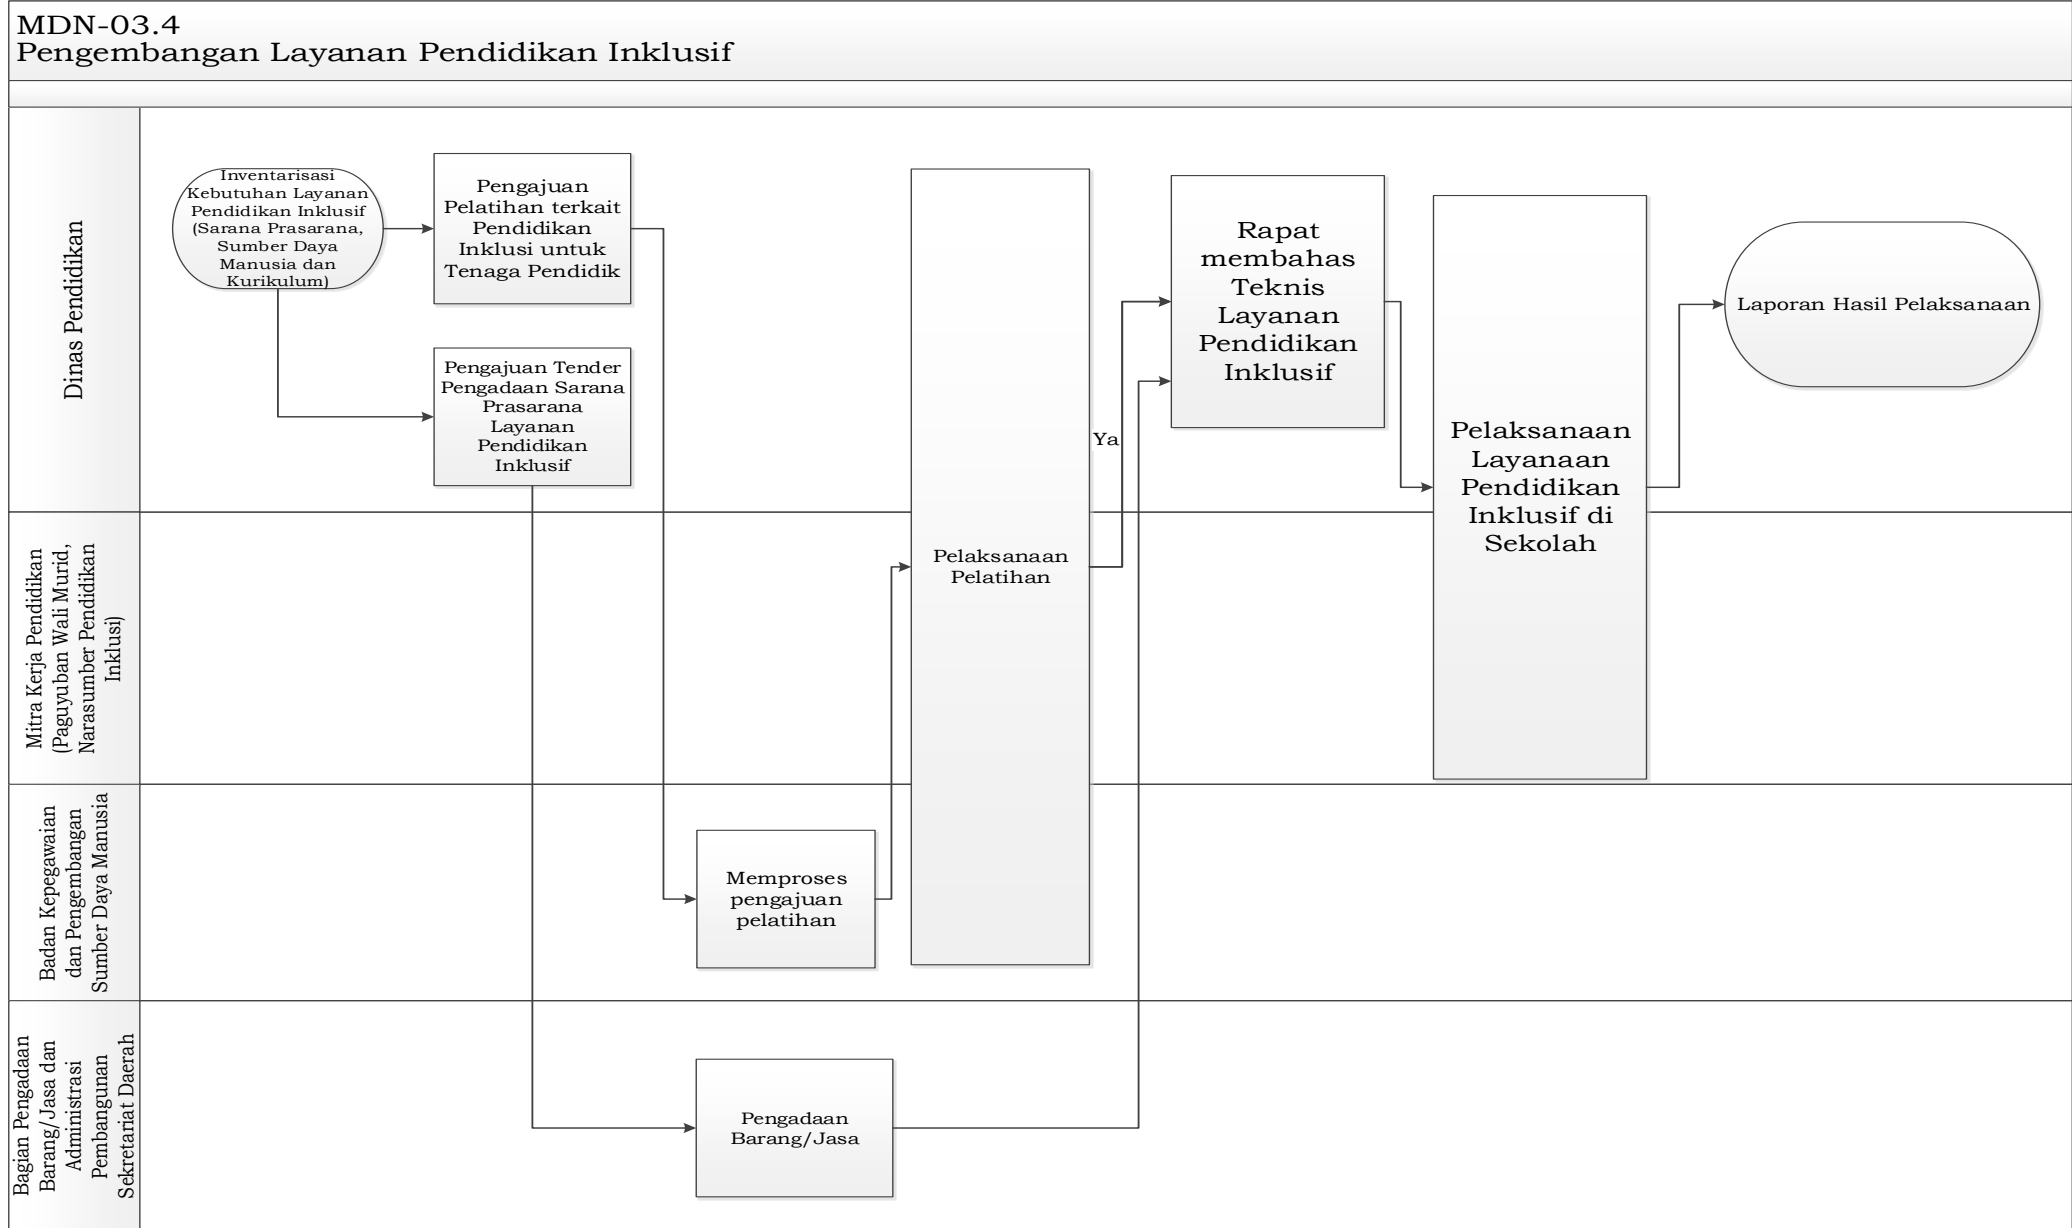 MDN-03.4
Pengembangan Layanan Pendidikan Inklusif
Dinas Pendidikan
Inventarisasi
Kebutuhan Layanan
Pendidikan Inklusif
(Sarana Prasarana,
Sumber Daya
Manusia dan
Kurikulum)
Pengajuan
Pelatihan terkait
Pendidikan
Inklusi untuk
Tenaga Pendidik
Pengajuan Tender
Pengadaan Sarana
Prasarana
Layanan
Pendidikan
Inklusif
Ya
Rapat
membahas
Teknis
Layanan
Pendidikan
Inklusif
Pelaksanaan
Layanaan
Pendidikan
Inklusif di
Sekolah
Laporan Hasil Pelaksanaan
Mitra Kerja Pendidikan
(Paguyuban Wali Murid,
Narasumber Pendidikan
Inklusi)
Pelaksanaan
Pelatihan
Badan Kepegawaian
dan Pengembangan
Sumber Daya Manusia
Memproses
pengajuan
pelatihan
Bagian Pengadaan
Barang/Jasa dan
Administrasi
Pembangunan
Sekretariat Daerah
Pengadaan
Barang/Jasa